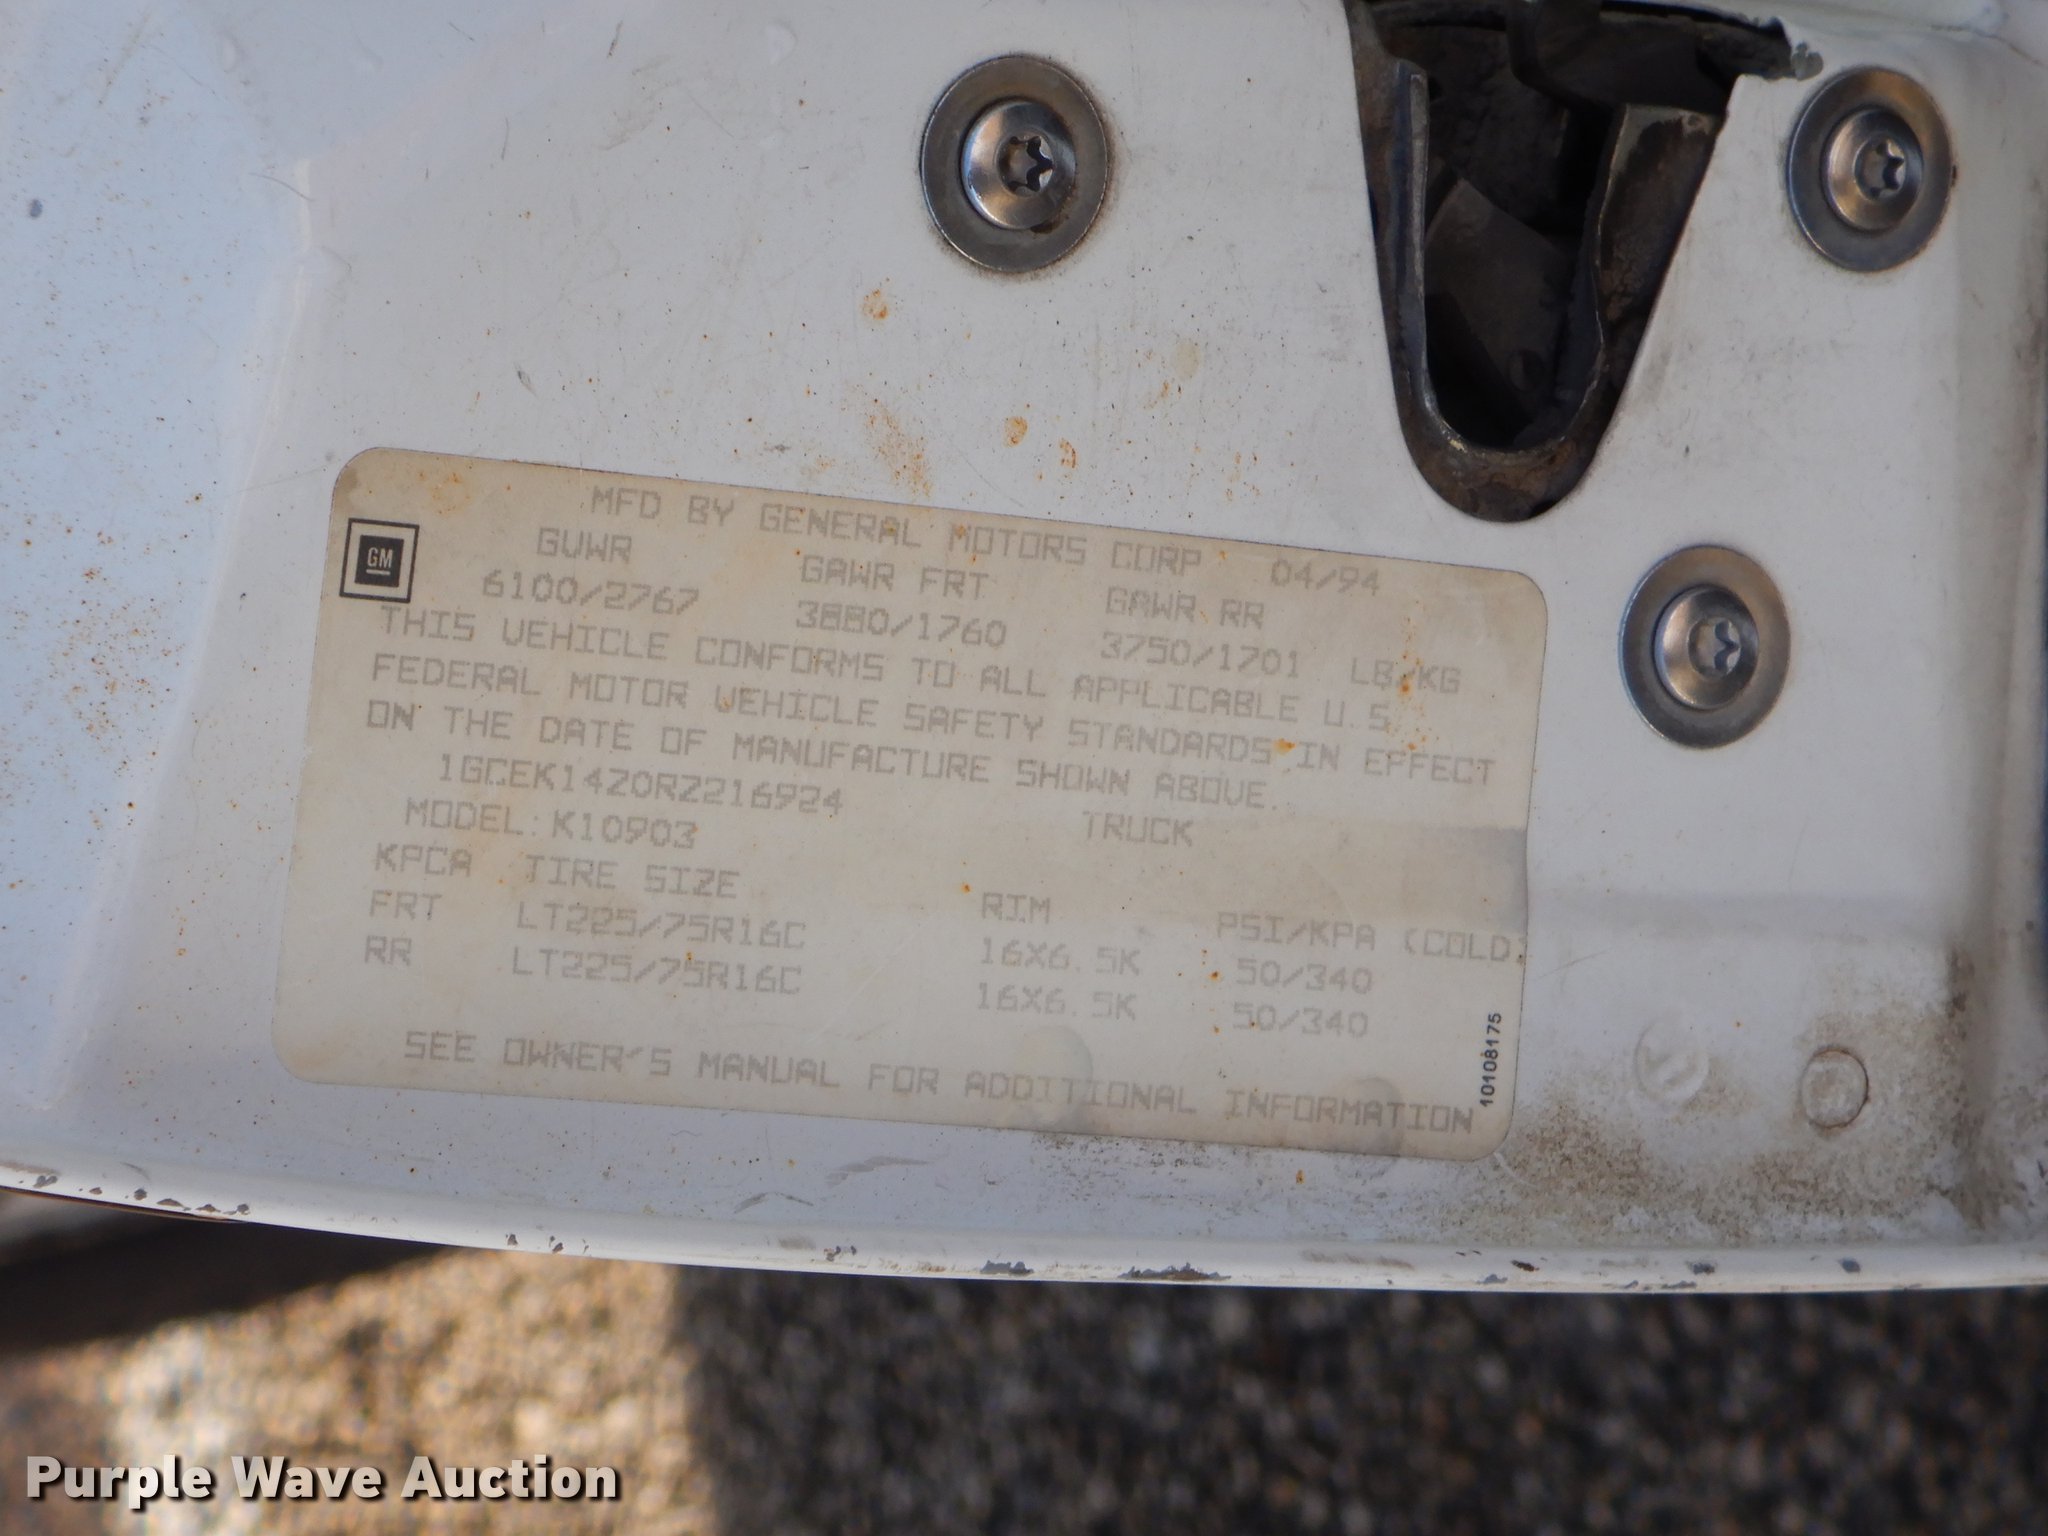 GM
MFD BY GENERAL MOTORS CORP 04/94
GVWR GAWR FRT GAWR RR
6100/2767 3880/1760 3750/1701 LB/KG
THIS VEHICLE CONFORMS TO ALL APPLICABLE U.S.
FEDERAL MOTOR VEHICLE SAFETY STANDARDS IN EFFECT
ON THE DATE OF MANUFACTURE SHOWN ABOVE.
1GCEK14Z0RZ216924 TRUCK
MODEL: K10903
KPCA TIRE SIZE RIM PSI/KPA (COLD)
FRT LT225/75R16C 16X6.5K 50/340
RR LT225/75R16C 16X6.5K 50/340
SEE OWNER'S MANUAL FOR ADDITIONAL INFORMATION
10108175
Purple Wave Auction